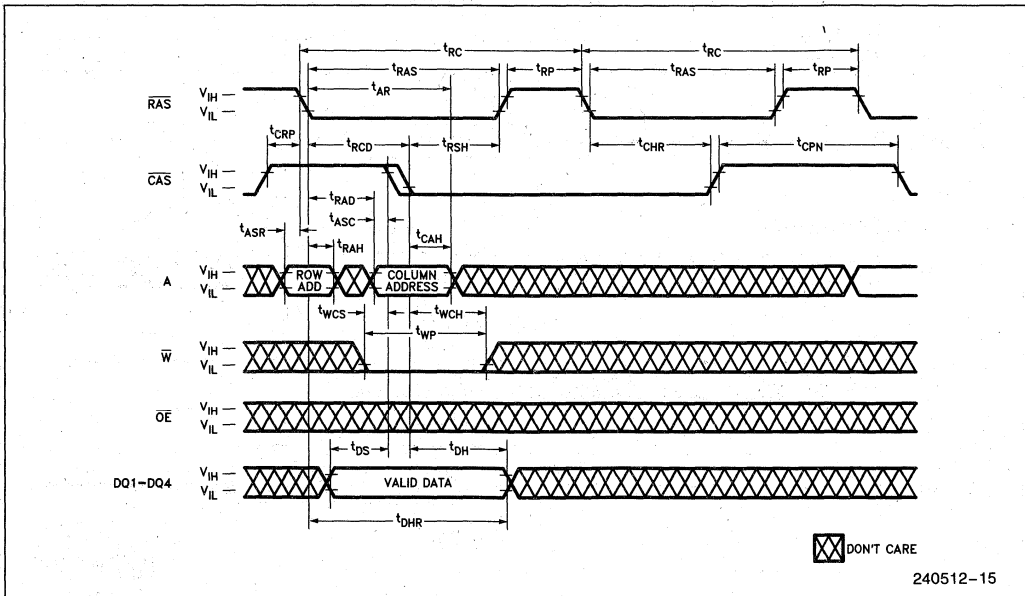 tRC tRC
tRAS tRP tRAS tRP
tAR
RAS VIH VIL
tCRP tRCD tRSH tCHR tCPN
CAS VIH VIL
tRAD
tASC
tASR tRAH tCAH
A VIH VIL ROW ADD COLUMN ADDRESS
tWCS tWCH
tWP
W VIH VIL
OE VIH VIL
tDS tDH
DQ1-DQ4 VIH VIL VALID DATA
tDHR
DON'T CARE
240512-15